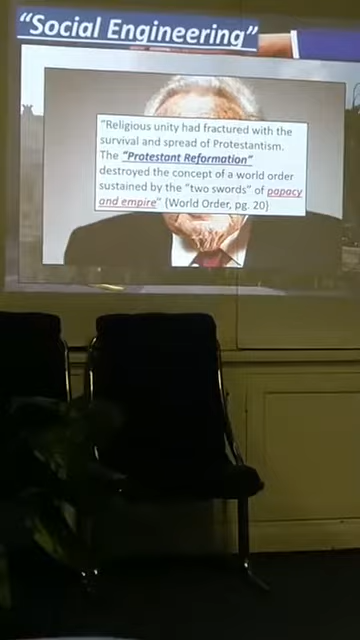 “Social Engineering”
“Religious unity had fractured with the
survival and spread of Protestantism.
The “Protestant Reformation”
destroyed the concept of a world order
sustained by the “two swords” of papacy
and empire” (World Order, pg. 20)